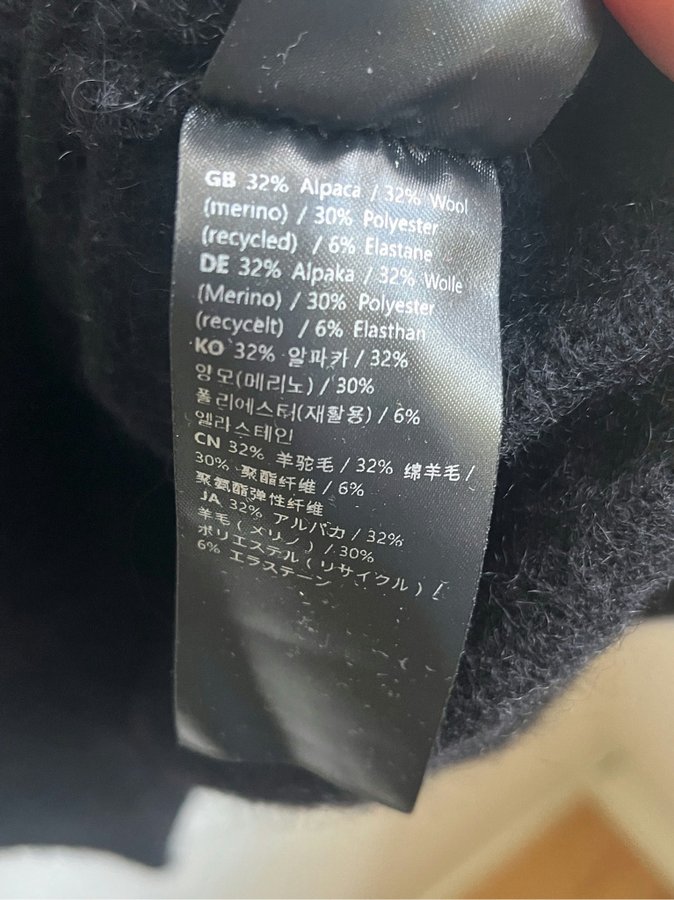 GB 32% Alpaca / 32% Wool
(merino) / 30% Polyester
(recycled) / 6% Elastane
DE 32% Alpaka / 32% Wolle
(Merino) / 30% Polyester
(recycelt) / 6% Elasthan
KO 32% 알파카 / 32%
양모(메리노) / 30%
폴리에스터(재활용) / 6%
엘라스테인
CN 32% 羊驼毛 / 32% 绵羊毛 /
30% 聚酯纤维 / 6%
聚氨酯弹性纤维
JA 32% アルパカ / 32%
羊毛 ( メリノ ) / 30%
ポリエステル ( リサイクル ) /
6% エラステーン